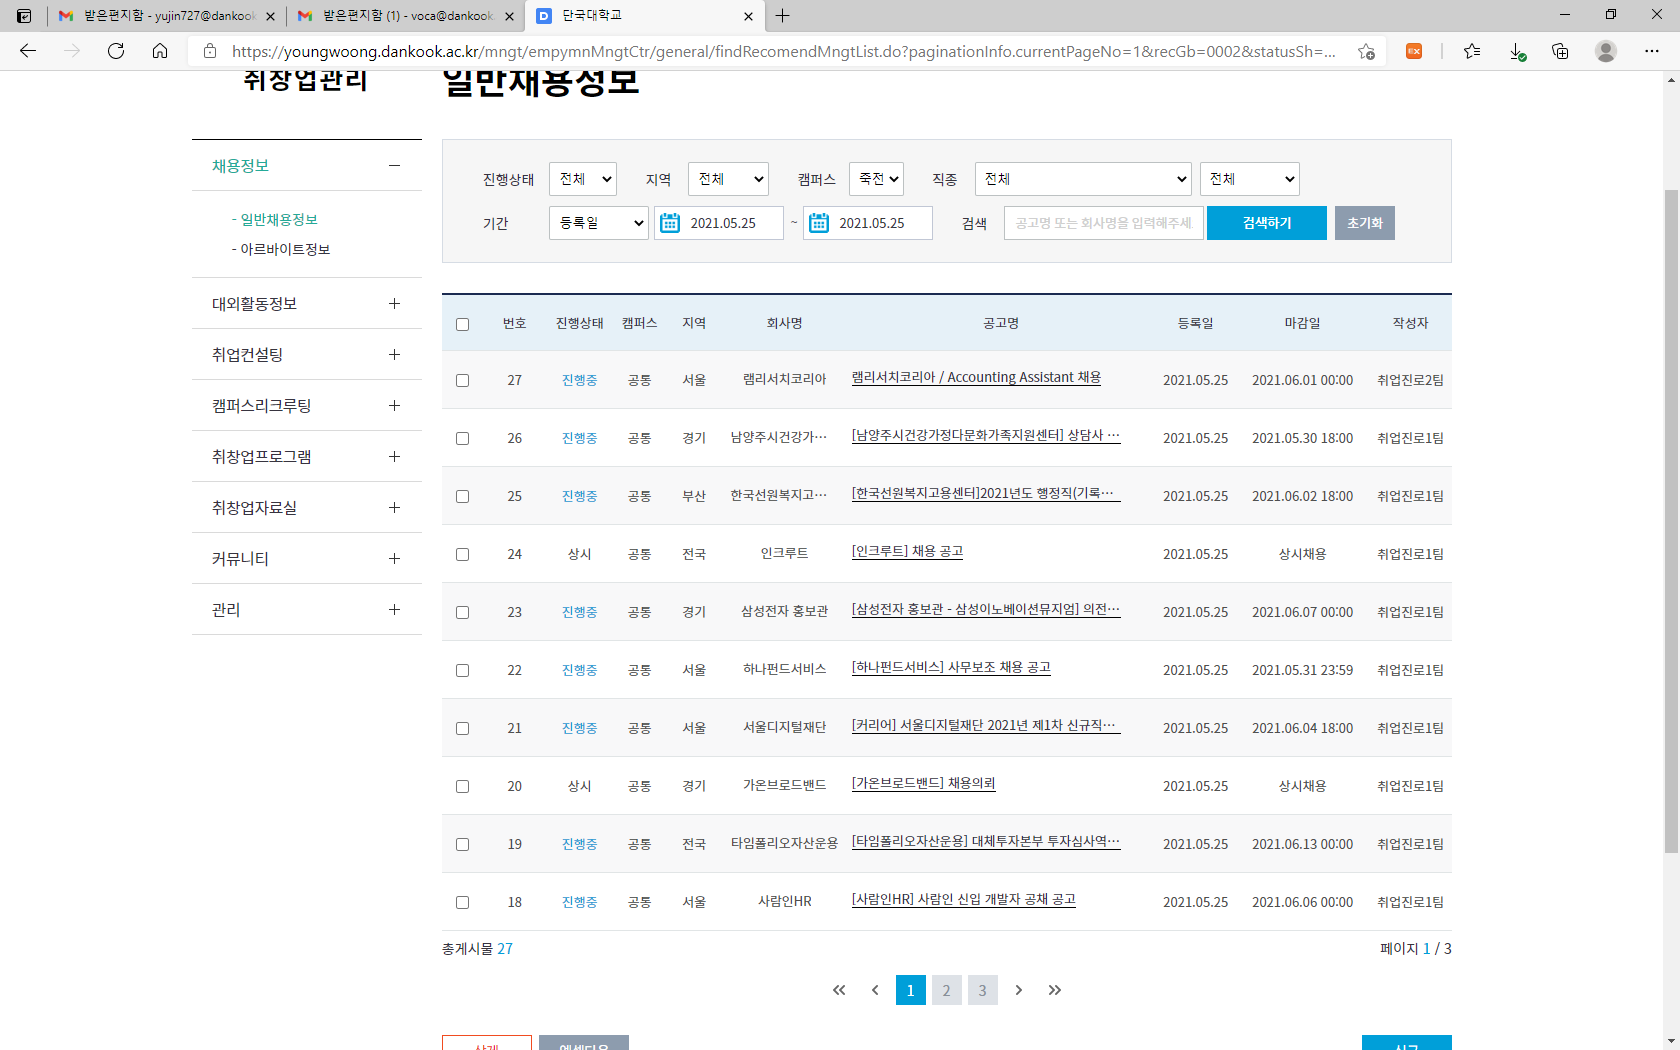 받은편지함 - yujin727@dankook
받은편지함 (1) - voca@dankook.
단국대학교
https://youngwoong.dankook.ac.kr/mngt/empymnMngtCtr/general/findRecomendMngtList.do?paginationInfo.currentPageNo=1&recGb=0002&statusSh=...
취창업관리
일반채용정보
채용정보
- 일반채용정보
- 아르바이트정보
대외활동정보
취업컨설팅
캠퍼스리크루팅
취창업프로그램
취창업자료실
커뮤니티
관리
진행상태 전체 지역 전체 캠퍼스 죽전 직종 전체 전체
기간 등록일 2021.05.25 ~ 2021.05.25 검색 공고명 또는 회사명을 입력해주세. 검색하기 초기화
번호 진행상태 캠퍼스 지역 회사명 공고명 등록일 마감일 작성자
27 진행중 공통 서울 램리서치코리아 램리서치코리아 / Accounting Assistant 채용 2021.05.25 2021.06.01 00:00 취업진로2팀
26 진행중 공통 경기 남양주시건강가… [남양주시건강가정다문화가족지원센터] 상담사 … 2021.05.25 2021.05.30 18:00 취업진로1팀
25 진행중 공통 부산 한국선원복지고… [한국선원복지고용센터]2021년도 행정직(기록… 2021.05.25 2021.06.02 18:00 취업진로1팀
24 상시 공통 전국 인크루트 [인크루트] 채용 공고 2021.05.25 상시채용 취업진로1팀
23 진행중 공통 경기 삼성전자 홍보관 [삼성전자 홍보관 - 삼성이노베이션뮤지엄] 의전… 2021.05.25 2021.06.07 00:00 취업진로1팀
22 진행중 공통 서울 하나펀드서비스 [하나펀드서비스] 사무보조 채용 공고 2021.05.25 2021.05.31 23:59 취업진로1팀
21 진행중 공통 서울 서울디지털재단 [커리어] 서울디지털재단 2021년 제1차 신규직… 2021.05.25 2021.06.04 18:00 취업진로1팀
20 상시 공통 경기 가온브로드밴드 [가온브로드밴드] 채용의뢰 2021.05.25 상시채용 취업진로1팀
19 진행중 공통 전국 타임폴리오자산운용 [타임폴리오자산운용] 대체투자본부 투자심사역… 2021.05.25 2021.06.13 00:00 취업진로1팀
18 진행중 공통 서울 사람인HR [사람인HR] 사람인 신입 개발자 공채 공고 2021.05.25 2021.06.06 00:00 취업진로1팀
총게시물 27 페이지 1 / 3
« ‹ 1 2 3 › »